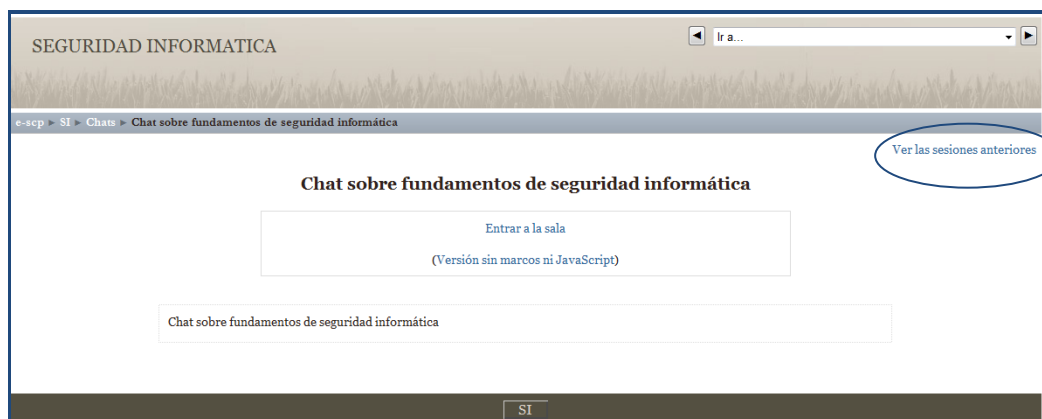 SEGURIDAD INFORMATICA
Ir a...
e-scp ► SI ► Chats ► Chat sobre fundamentos de seguridad informática
Ver las sesiones anteriores
Chat sobre fundamentos de seguridad informática
Entrar a la sala
(Versión sin marcos ni JavaScript)
Chat sobre fundamentos de seguridad informática
SI